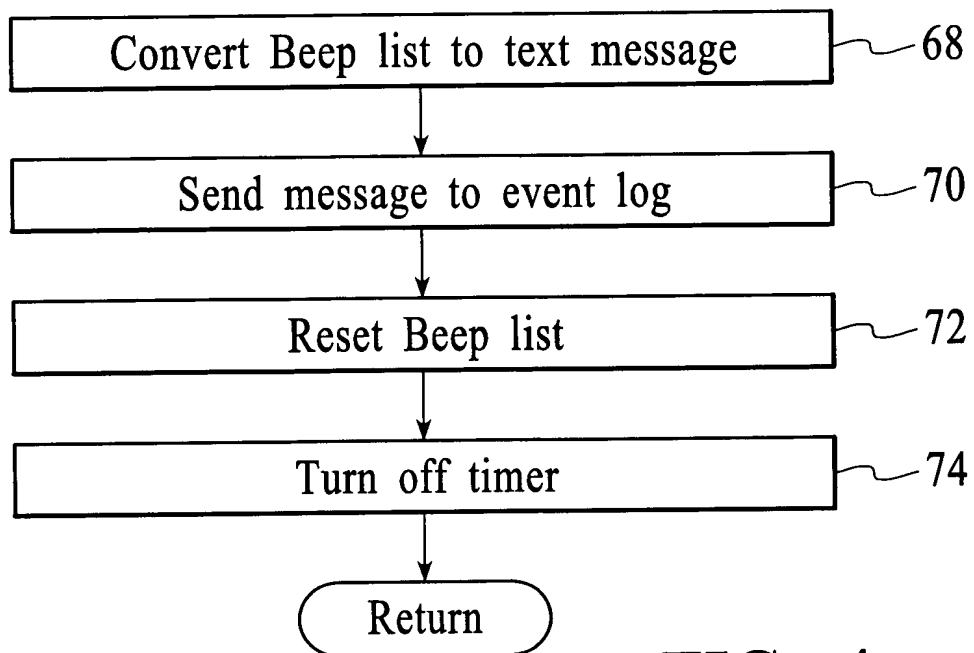 Convert Beep list to text message 68
Send message to event log 70
Reset Beep list 72
Turn off timer 74
Return